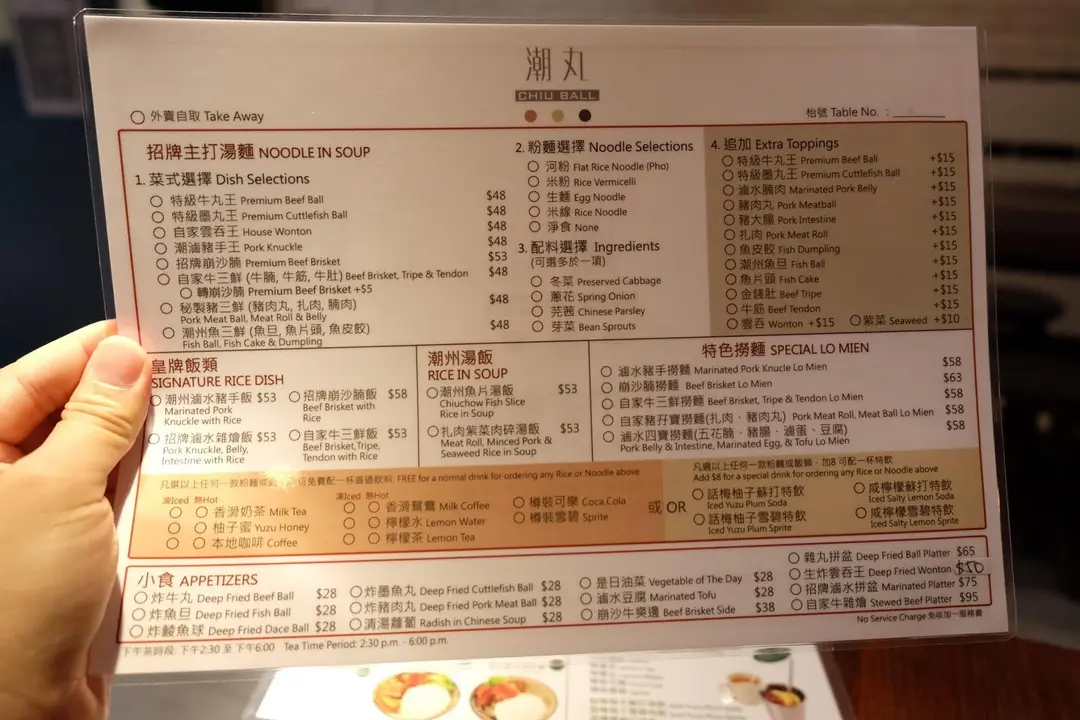 潮丸
CHIU BALL
外賣自取 Take Away
枱號 Table No. :
招牌主打湯麵 NOODLE IN SOUP
1. 菜式選擇 Dish Selections
特級牛丸王 Premium Beef Ball $48
特級墨丸王 Premium Cuttlefish Ball $48
自家雲吞王 House Wonton $48
潮滷豬手王 Pork Knuckle $48
招牌崩沙腩 Premium Beef Brisket $53
自家牛三鮮 (牛腩, 牛筋, 牛肚) Beef Brisket, Tripe & Tendon $48
轉崩沙腩 Premium Beef Brisket +$5
秘製豬三鮮 (豬肉丸, 扎肉, 腩肉) $48
Pork Meat Ball, Meat Roll & Belly
潮州魚三鮮 (魚旦, 魚片頭, 魚皮餃) $48
Fish Ball, Fish Cake & Dumpling
2. 粉麵選擇 Noodle Selections
河粉 Flat Rice Noodle (Pho)
米粉 Rice Vermicelli
生麵 Egg Noodle
米線 Rice Noodle
淨食 None
3. 配料選擇 Ingredients
(可選多於一項)
冬菜 Preserved Cabbage
蔥花 Spring Onion
芫茜 Chinese Parsley
芽菜 Bean Sprouts
4. 追加 Extra Toppings
特級牛丸王 Premium Beef Ball +$15
特級墨丸王 Premium Cuttlefish Ball +$15
滷水腩肉 Marinated Pork Belly +$15
豬肉丸 Pork Meatball +$15
豬大腸 Pork Intestine +$15
扎肉 Pork Meat Roll +$15
魚皮餃 Fish Dumpling +$15
潮州魚旦 Fish Ball +$15
魚片頭 Fish Cake +$15
金錢肚 Beef Tripe +$15
牛筋 Beef Tendon +$15
雲吞 Wonton +$15 紫菜 Seaweed +$10
皇牌飯類
SIGNATURE RICE DISH
潮州滷水豬手飯 $53
Marinated Pork
Knuckle with Rice
招牌崩沙腩飯 $58
Beef Brisket with
Rice
招牌滷水雜燴飯 $53
Pork Knuckle, Belly,
Intestine with Rice
自家牛三鮮飯 $53
Beef Brisket,Tripe,
Tendon with Rice
潮州湯飯
RICE IN SOUP
潮州魚片湯飯 $53
Chiuchow Fish Slice
Rice in Soup
扎肉紫菜肉碎湯飯 $53
Meat Roll, Minced Pork &
Seaweed Rice in Soup
特色撈麵 SPECIAL LO MIEN
滷水豬手撈麵 Marinated Pork Knucle Lo Mien $58
崩沙腩撈麵 Beef Brisket Lo Mien $63
自家牛三鮮撈麵 Beef Brisket, Tripe & Tendon Lo Mien $58
自家豬孖寶撈麵(扎肉、豬肉丸) Pork Meat Roll, Meat Ball Lo Mien $58
滷水四寶撈麵(五花腩、豬腸、滷蛋、豆腐) $58
Pork Belly & Intestine, Marinated Egg, & Tofu Lo Mien
凡選以上任何一款粉麵或 免費配一杯普通飲料 FREE for a normal drink for ordering any Rice or Noodle above
凍Iced 熱Hot
香滑奶茶 Milk Tea
柚子蜜 Yuzu Honey
本地咖啡 Coffee
凍Iced 熱Hot
香滑鴛鴦 Milk Coffee
檸檬水 Lemon Water
檸檬茶 Lemon Tea
樽裝可樂 Coca Cola
樽裝雪碧 Sprite
或 OR
凡選以上任何一款粉麵或飯類, 加8 可配一杯特飲
Add $8 for a special drink for ordering any Rice or Noodle above
話梅柚子蘇打特飲
Iced Yuzu Plum Soda
咸檸檬蘇打特飲
Iced Salty Lemon Soda
話梅柚子雪碧特飲
Iced Yuzu Plum Sprite
咸檸檬雪碧特飲
Iced Salty Lemon Sprite
小食 APPETIZERS
炸牛丸 Deep Fried Beef Ball $28
炸魚旦 Deep Fried Fish Ball $28
炸鯪魚球 Deep Fried Dace Ball $28
炸墨魚丸 Deep Fried Cuttlefish Ball $28
炸豬肉丸 Deep Fried Pork Meat Ball $28
清湯蘿蔔 Radish in Chinese Soup $28
是日油菜 Vegetable of The Day $28
滷水豆腐 Marinated Tofu $28
崩沙牛爽邊 Beef Brisket Side $38
雜丸拼盆 Deep Fried Ball Platter $65
生炸雲吞王 Deep Fried Wonton $50
招牌滷水拼盆 Marinated Platter $75
自家牛雜燴 Stewed Beef Platter $95
No Service Charge 免收加一服務費
下午茶時段: 下午2:30 至 下午6:00 Tea Time Period: 2:30 p.m. - 6:00 p.m.